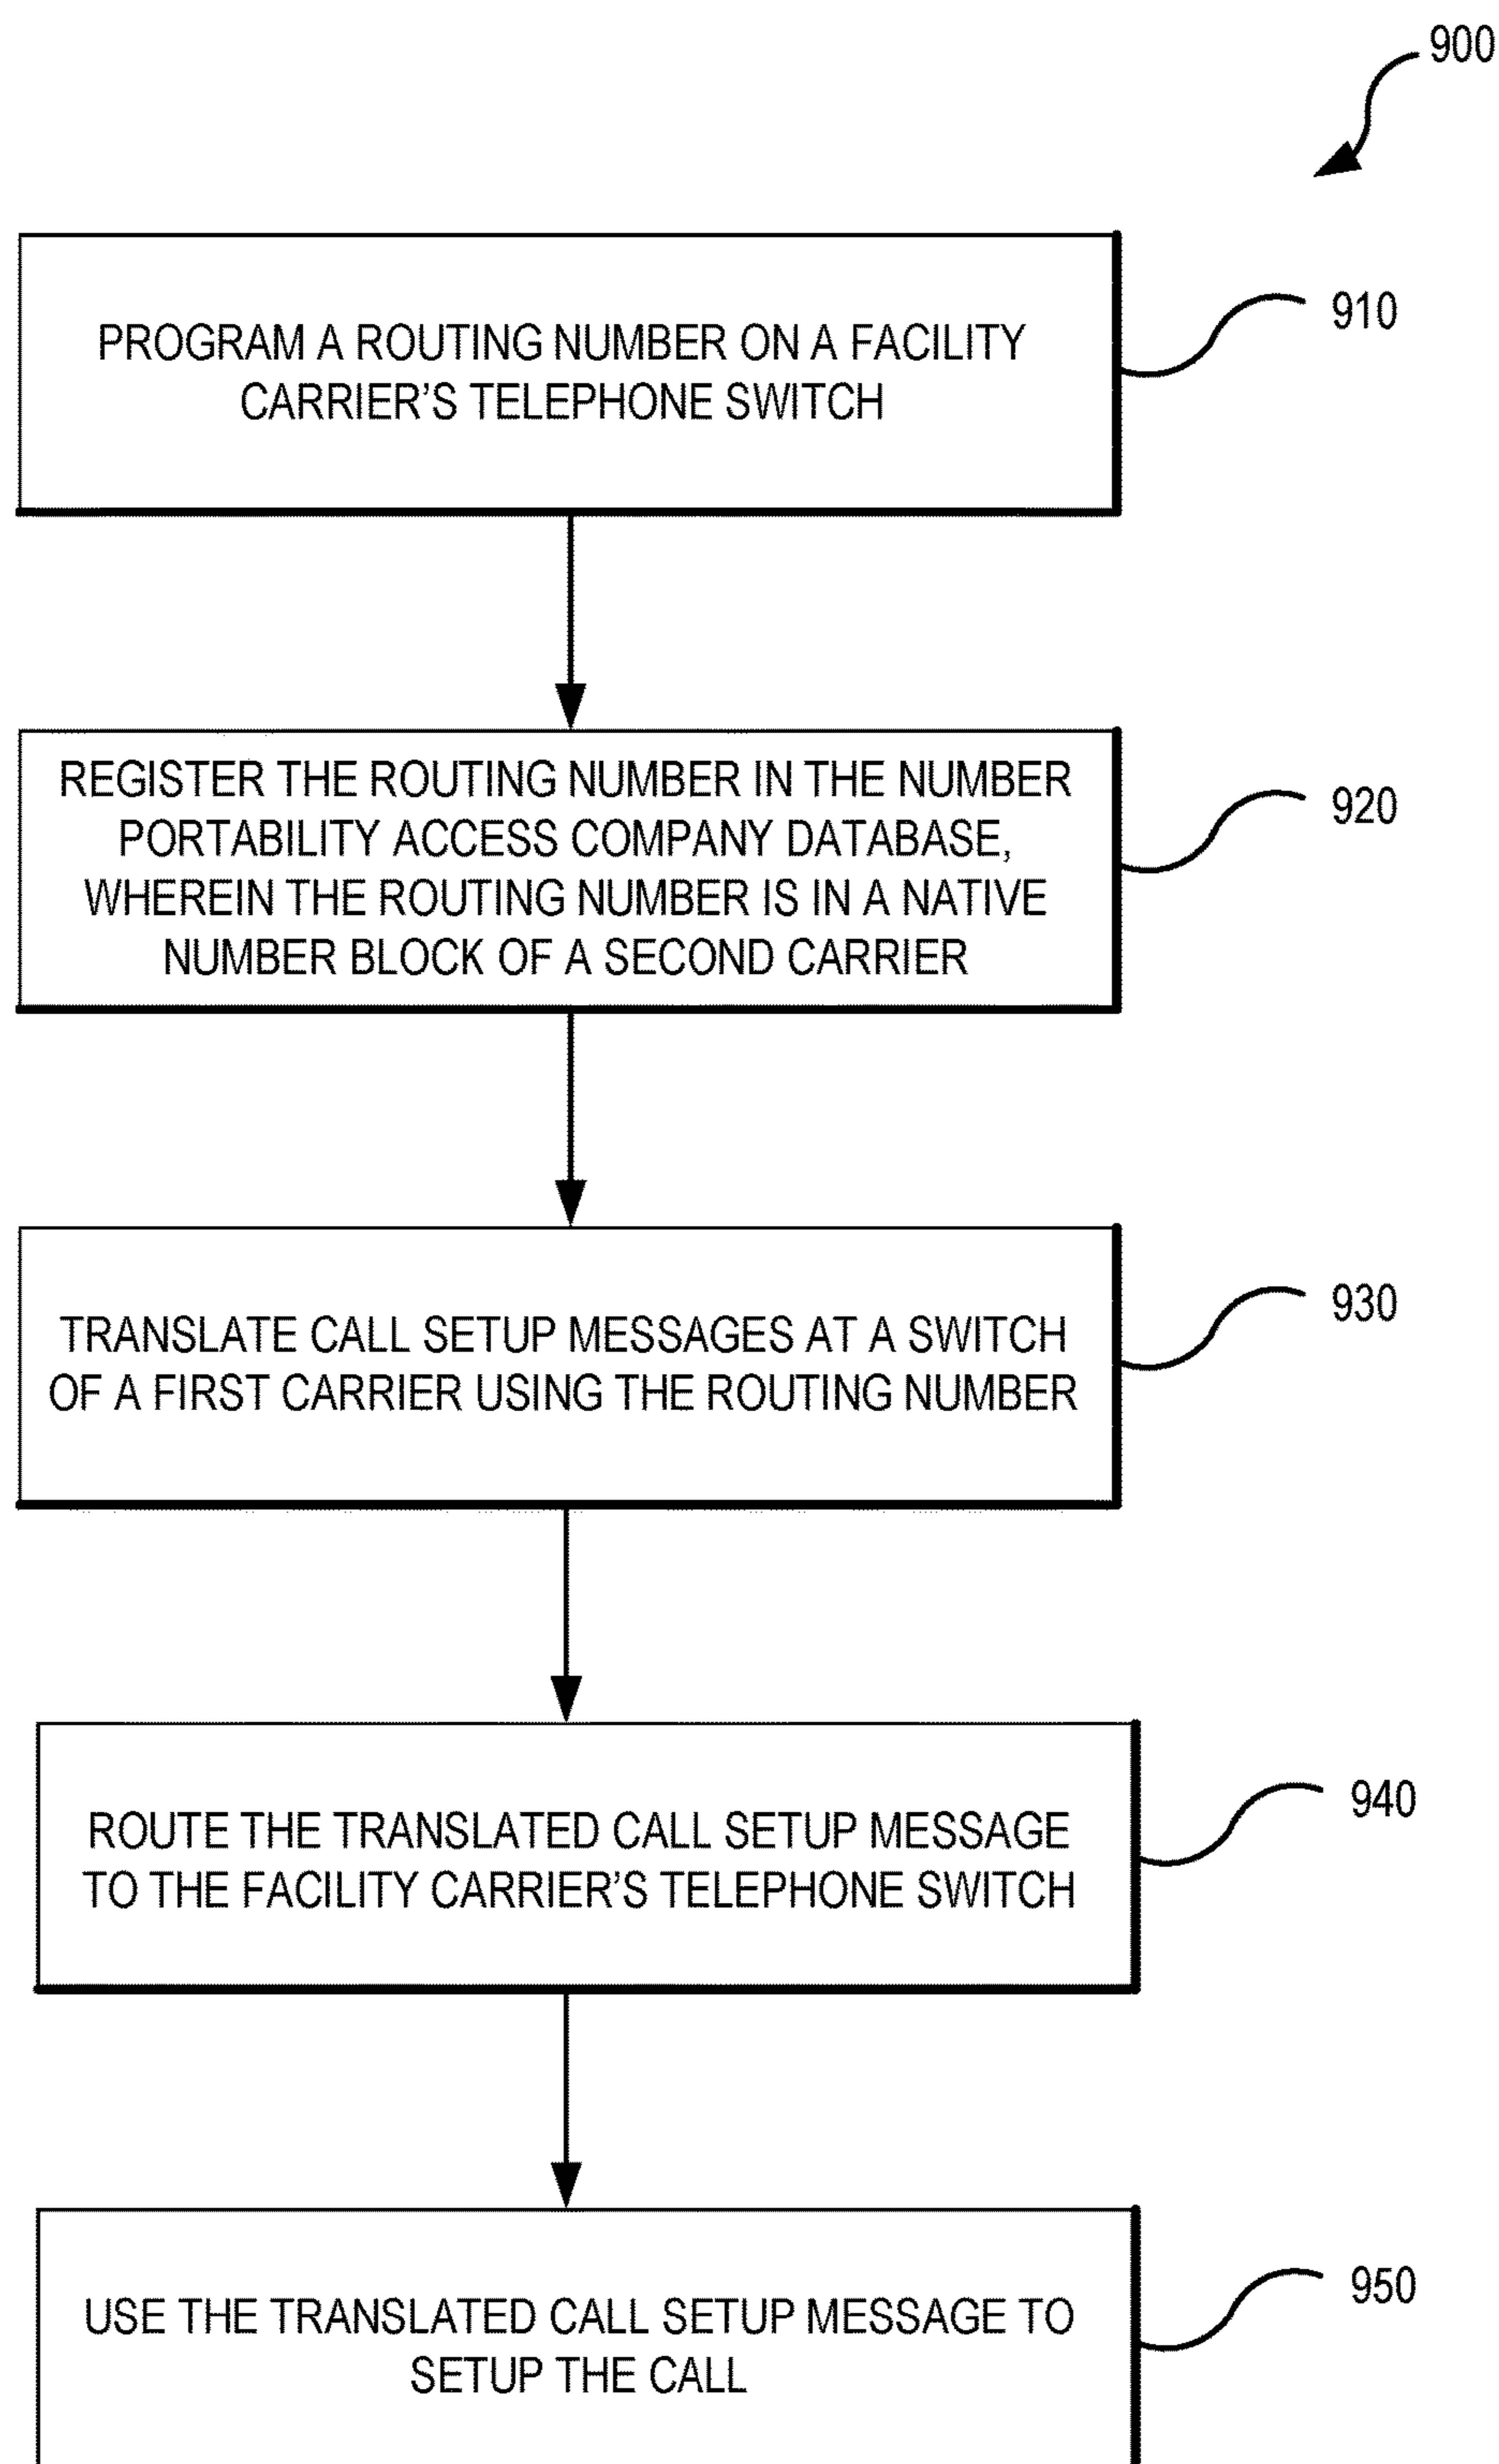 900
PROGRAM A ROUTING NUMBER ON A FACILITY
CARRIER'S TELEPHONE SWITCH
910
REGISTER THE ROUTING NUMBER IN THE NUMBER
PORTABILITY ACCESS COMPANY DATABASE,
WHEREIN THE ROUTING NUMBER IS IN A NATIVE
NUMBER BLOCK OF A SECOND CARRIER
920
TRANSLATE CALL SETUP MESSAGES AT A SWITCH
OF A FIRST CARRIER USING THE ROUTING NUMBER
930
ROUTE THE TRANSLATED CALL SETUP MESSAGE
TO THE FACILITY CARRIER'S TELEPHONE SWITCH
940
USE THE TRANSLATED CALL SETUP MESSAGE TO
SETUP THE CALL
950